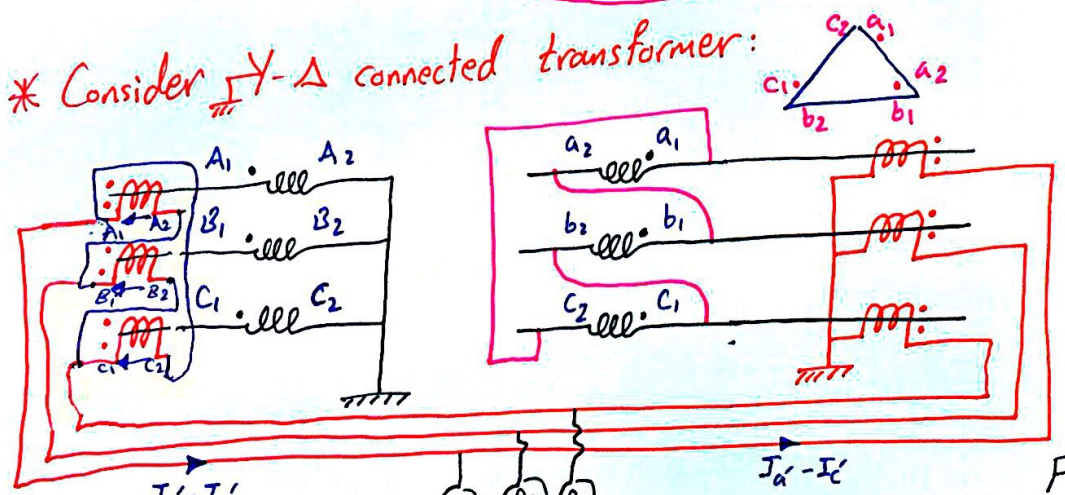 * Consider Y-Δ connected transformer:
c₂ a₁
c₁ a₂
b₂ b₁
A₁ A₂
a₂ a₁
A₁ A₂
B₁ B₂
b₂ b₁
B₁ B₂
C₁ C₂
c₂ c₁
C₁ C₂
Iₐ′ - I꜀′